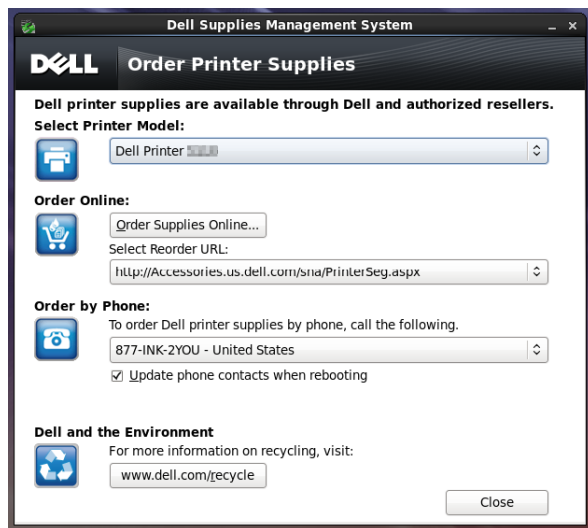 Dell Supplies Management System
DELL Order Printer Supplies
Dell printer supplies are available through Dell and authorized resellers.
Select Printer Model:
Dell Printer
Order Online:
Order Supplies Online...
Select Reorder URL:
http://Accessories.us.dell.com/sna/PrinterSeg.aspx
Order by Phone:
To order Dell printer supplies by phone, call the following.
877-INK-2YOU - United States
Update phone contacts when rebooting
Dell and the Environment
For more information on recycling, visit:
www.dell.com/recycle
Close